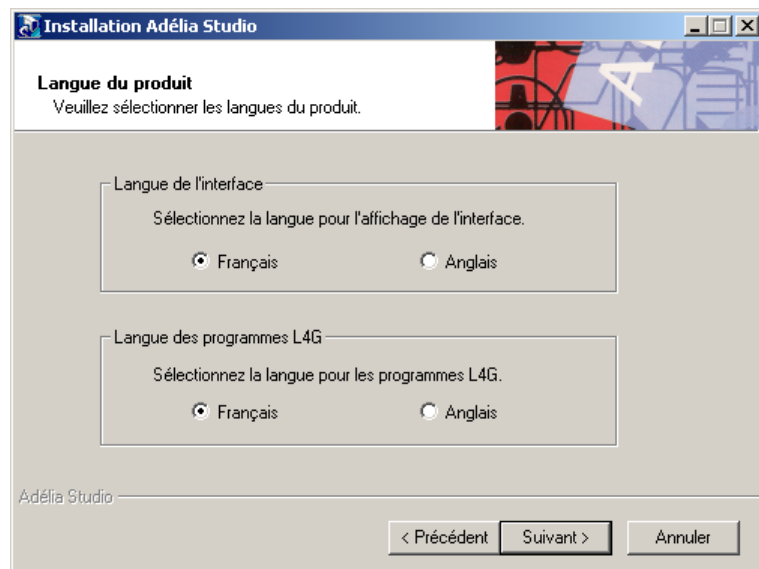 Installation Adélia Studio
Langue du produit
Veuillez sélectionner les langues du produit.
Langue de l'interface
Sélectionnez la langue pour l'affichage de l'interface.
Français Anglais
Langue des programmes L4G
Sélectionnez la langue pour les programmes L4G.
Français Anglais
Adélia Studio
< Précédent Suivant > Annuler